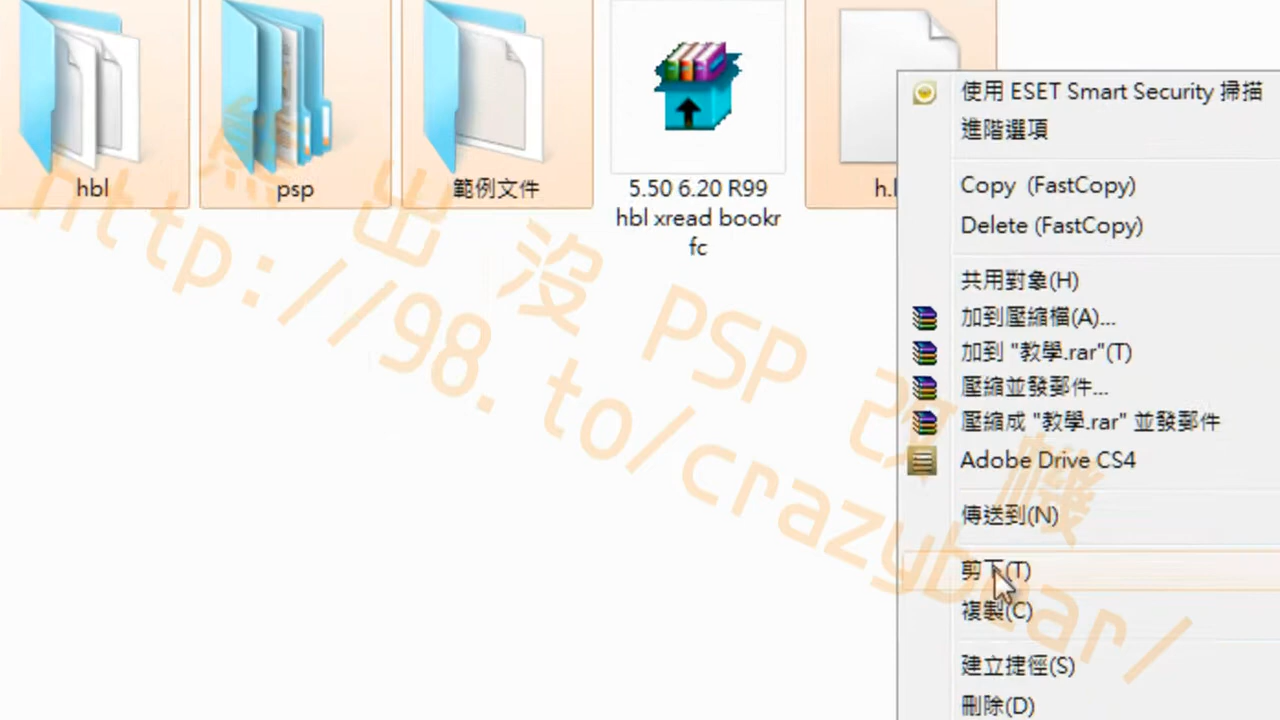 hbl
psp
範例文件
5.50 6.20 R99
hbl xread bookr
fc
使用 ESET Smart Security 掃描
進階選項
Copy (FastCopy)
Delete (FastCopy)
共用對象(H)
加到壓縮檔(A)...
加到 "教學.rar"(T)
壓縮並發郵件...
壓縮成 "教學.rar" 並發郵件
Adobe Drive CS4
傳送到(N)
剪下(T)
複製(C)
建立捷徑(S)
刪除(D)
熊出沒 PSP 改機
http://98.to/crazybear/